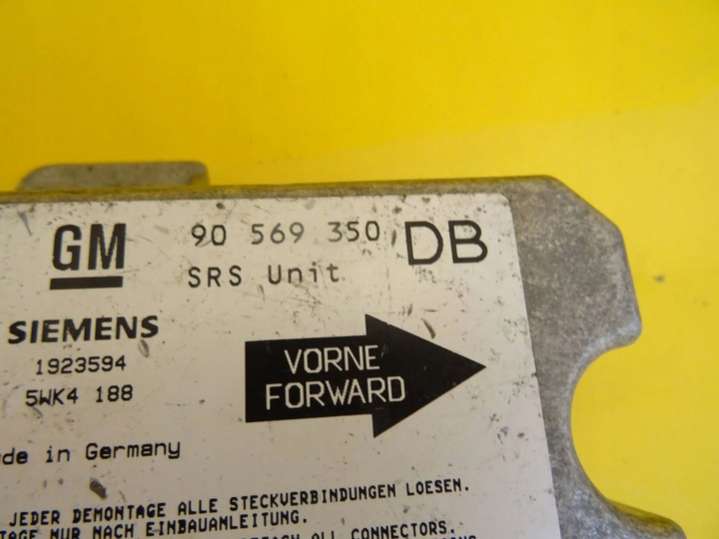 GM 90 569 350 DB
SRS Unit
SIEMENS
1923594
5WK4 188
VORNE
FORWARD
in Germany
JEDER DEMONTAGE ALLE STECKVERBINDUNGEN LOESEN.
NUR NACH EINBAUANLEITUNG.
ALL CONNECTORS.